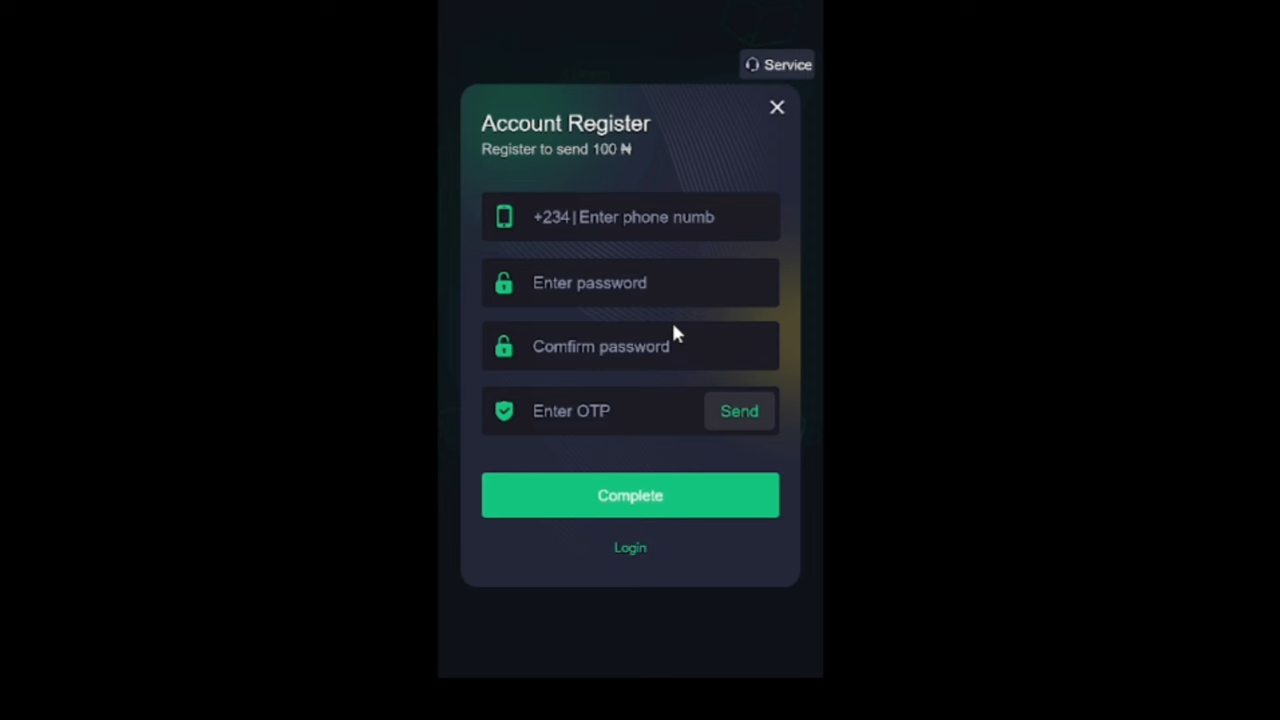 Service
Account Register
Register to send 100 ₦
+234|Enter phone numb
Enter password
Comfirm password
Enter OTP
Send
Complete
Login